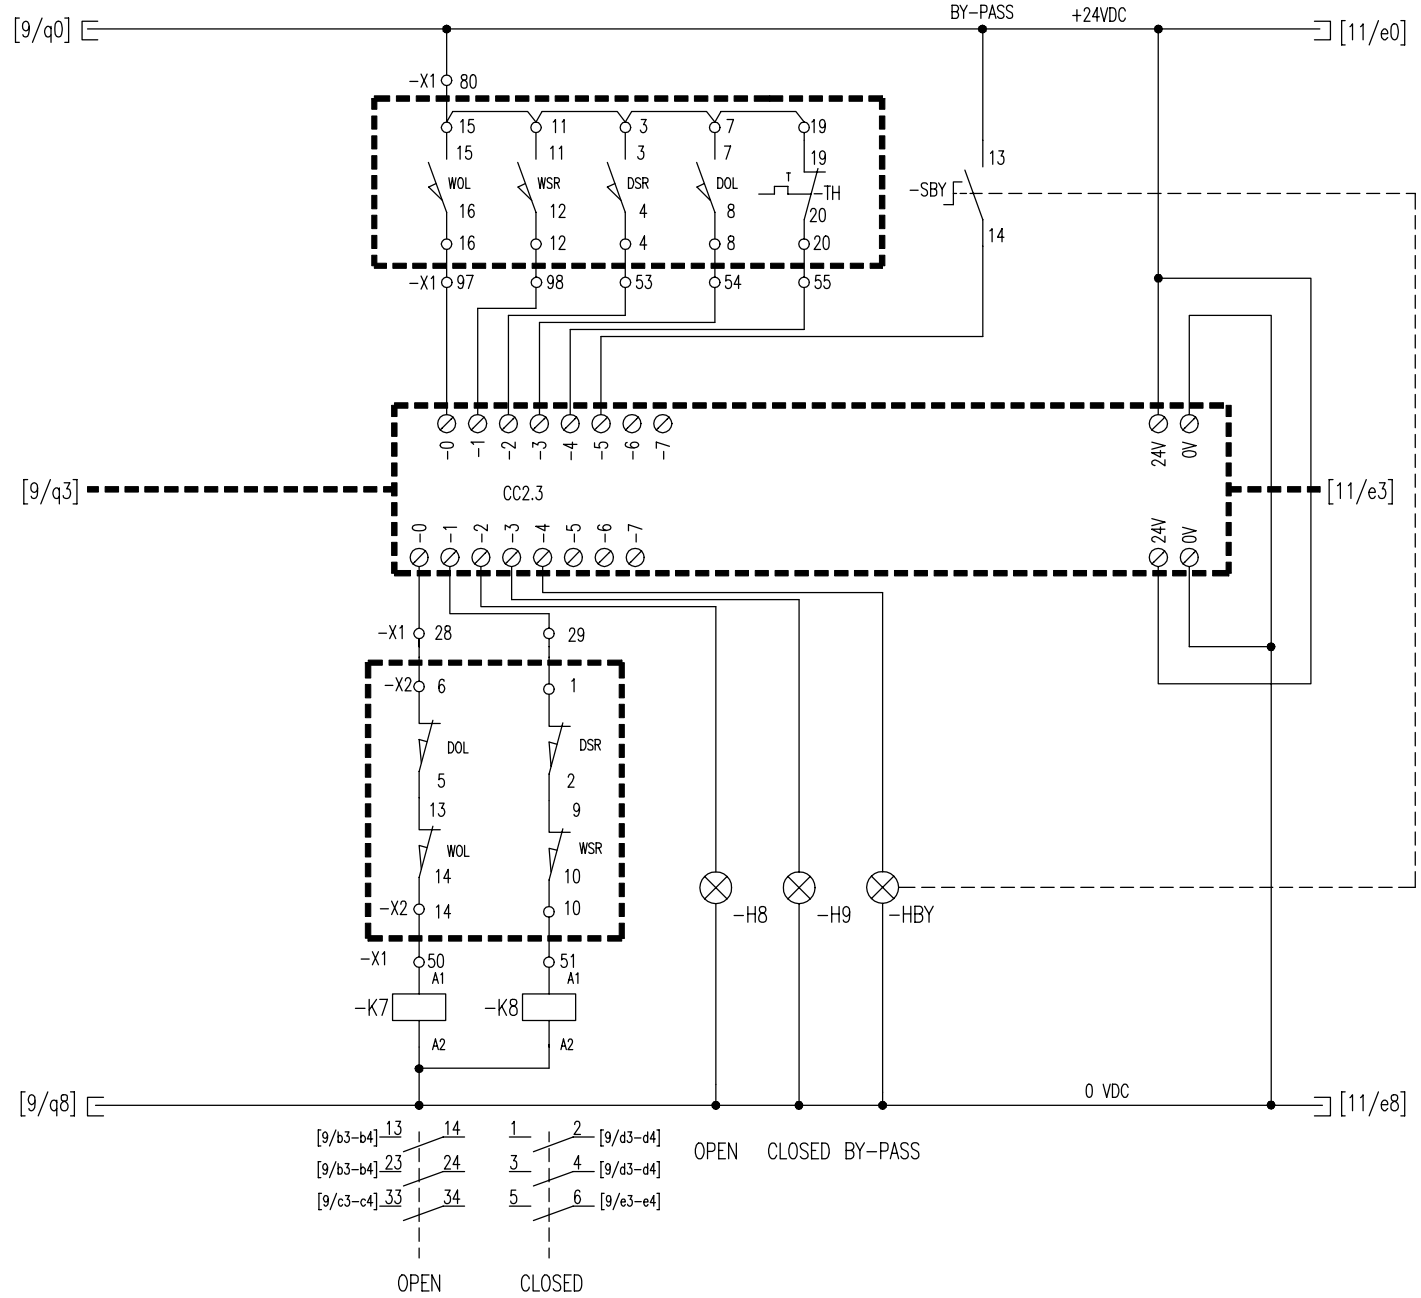 BY-PASS +24VDC
[9/q0] [11/e0]
-X1 80
15 11 3 7 19
15 11 3 7 19
WOL WSR DSR DOL T -TH
16 12 4 8 20
16 12 4 8 20
-X1 97 98 53 54 55
13
-SBY
14
-0 -1 -2 -3 -4 -5 -6 -7 24V 0V
[9/q3] CC2.3 [11/e3]
-0 -1 -2 -3 -4 -5 -6 -7 24V 0V
-X1 28 29
-X2 6 1
DOL DSR
5 2
13 9
WOL WSR
14 10
-X2 14 10
-H8 -H9 -HBY
-X1 50 51
A1 A1
-K7 -K8
A2 A2
0 VDC
[9/q8] [11/e8]
[9/b3-b4] 13 14 1 2 [9/d3-d4]
[9/b3-b4] 23 24 3 4 [9/d3-d4]
[9/c3-c4] 33 34 5 6 [9/e3-e4]
OPEN CLOSED BY-PASS
OPEN CLOSED